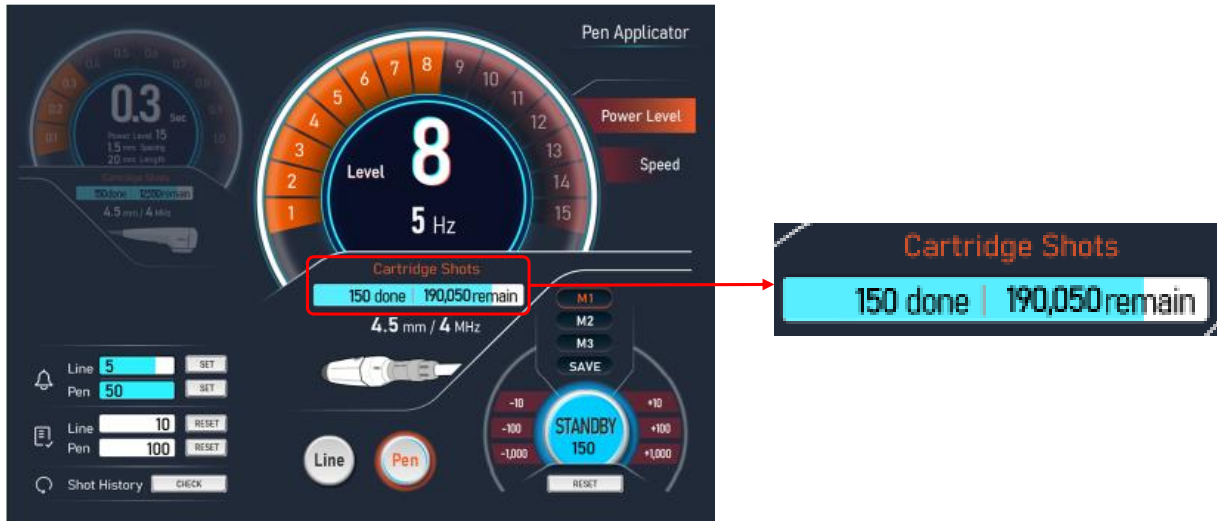 Pen Applicator
0.1
0.2
0.3
0.4
0.5
0.6
0.7
0.8
0.9
1.0
0.3 Sec
Power Level 15
1.5 mm Spacing
20 mm Length
Cartridge Shots
150 done
4.5 mm / 4 MHz
1
2
3
4
5
6
7
8
9
10
11
12
13
14
15
Level 8
5 Hz
Power Level
Speed
Cartridge Shots
150 done | 190,050 remain
4.5 mm / 4 MHz
Cartridge Shots
150 done | 190,050 remain
M1
M2
M3
SAVE
Line 5 SET
Pen 50 SET
Line 10 RESET
Pen 100 RESET
Shot History CHECK
Line
Pen
-10
-100
-1,000
STANDBY
150
+10
+100
+1,000
RESET